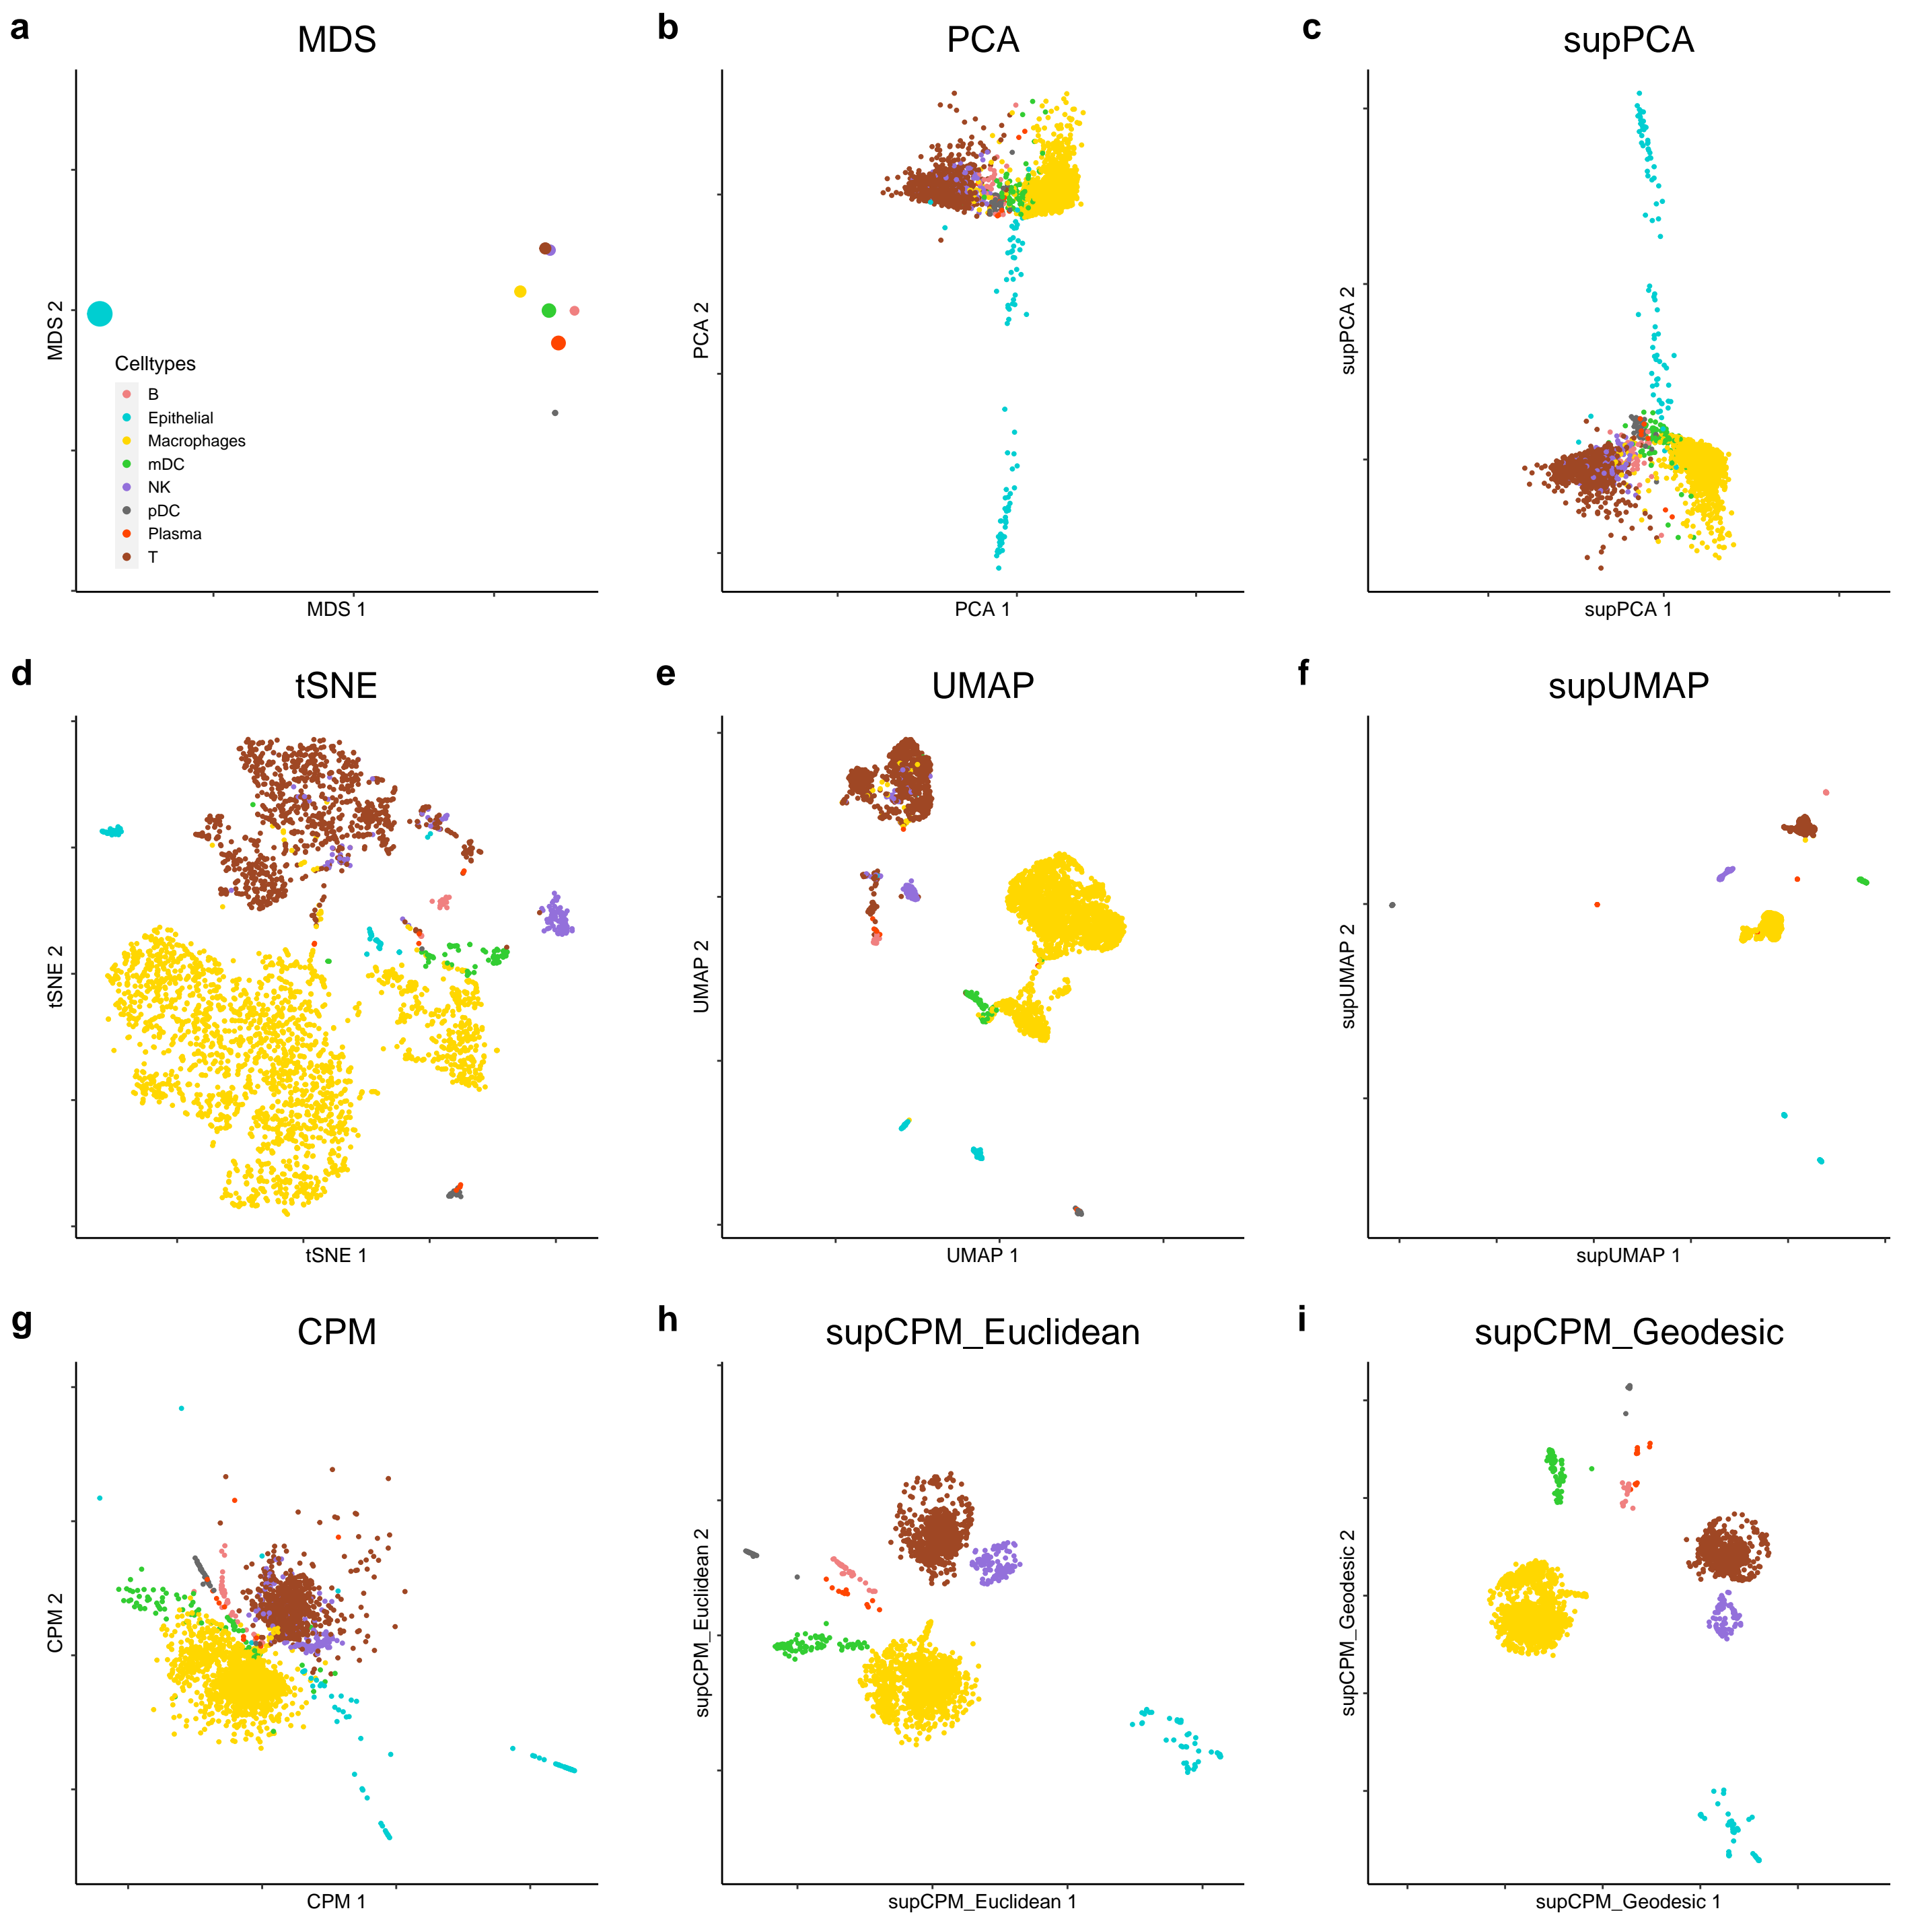 a
MDS
MDS 2
Celltypes
B
Epithelial
Macrophages
mDC
NK
pDC
Plasma
T
MDS 1
b
PCA
PCA 2
PCA 1
c
supPCA
supPCA 2
supPCA 1
d
tSNE
tSNE 2
tSNE 1
e
UMAP
UMAP 2
UMAP 1
f
supUMAP
supUMAP 2
supUMAP 1
g
CPM
CPM 2
CPM 1
h
supCPM_Euclidean
supCPM_Euclidean 2
supCPM_Euclidean 1
i
supCPM_Geodesic
supCPM_Geodesic 2
supCPM_Geodesic 1